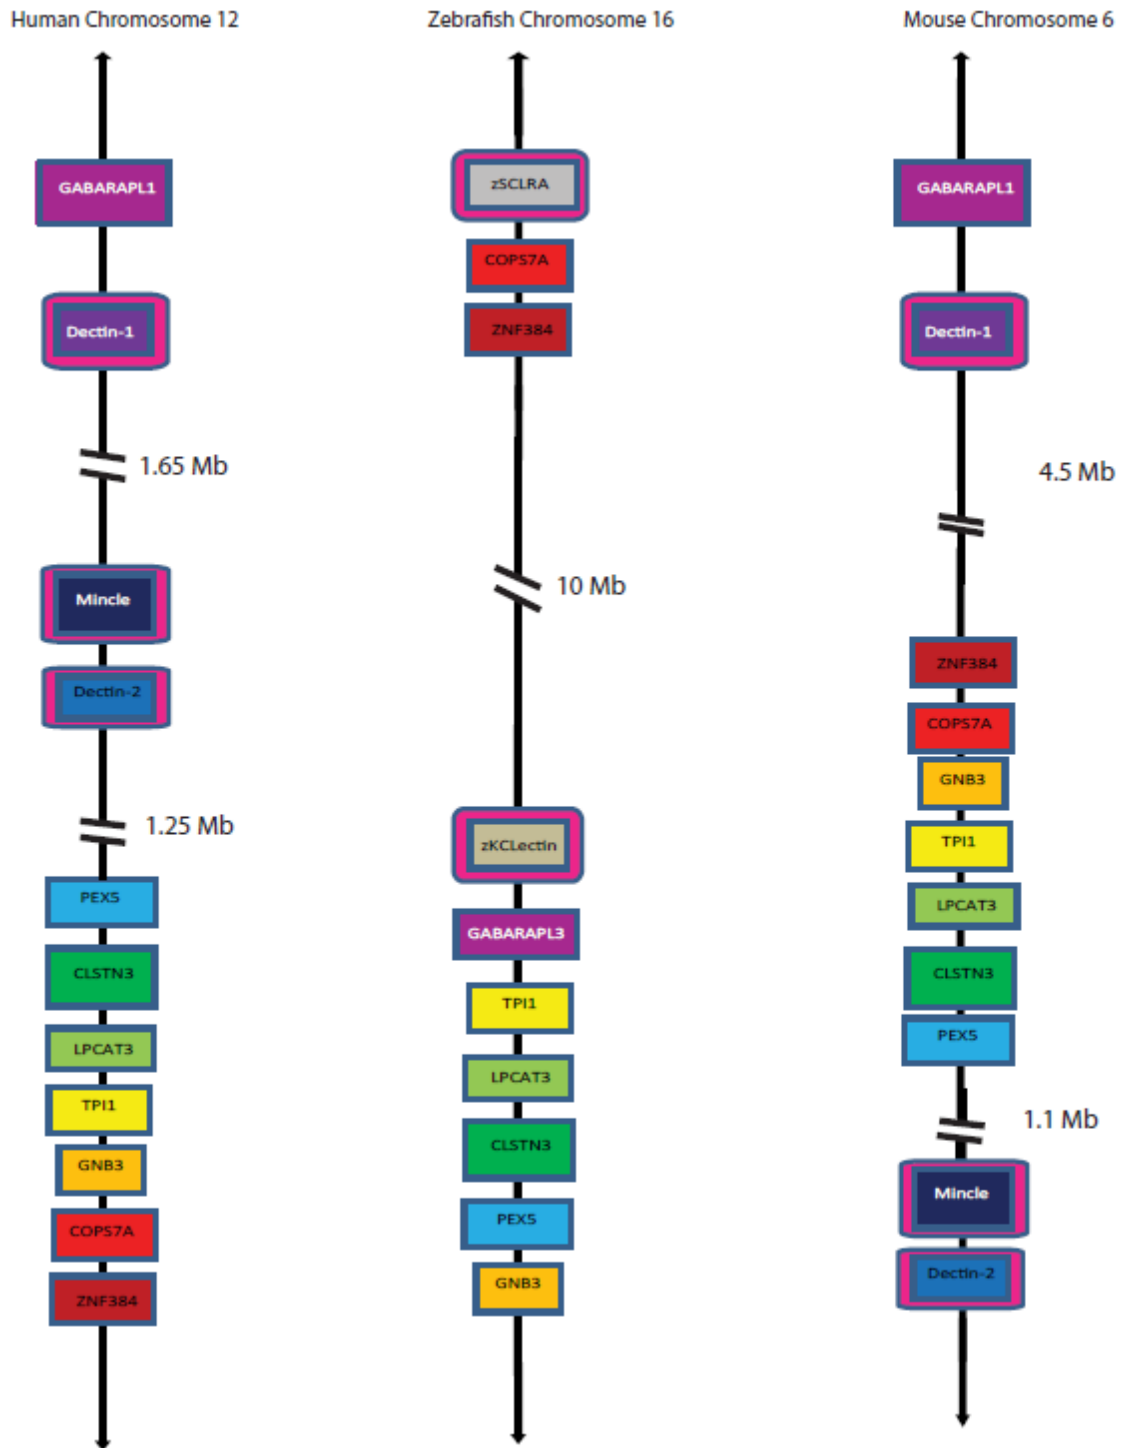 Human Chromosome 12
GABARAPL1
Dectin-1
1.65 Mb
Mincle
Dectin-2
1.25 Mb
PEX5
CLSTN3
LPCAT3
TPI1
GNB3
COPS7A
ZNF384
Zebrafish Chromosome 16
zSCLRA
COPS7A
ZNF384
10 Mb
zKCLectin
GABARAPL3
TPI1
LPCAT3
CLSTN3
PEX5
GNB3
Mouse Chromosome 6
GABARAPL1
Dectin-1
4.5 Mb
ZNF384
COPS7A
GNB3
TPI1
LPCAT3
CLSTN3
PEX5
1.1 Mb
Mincle
Dectin-2